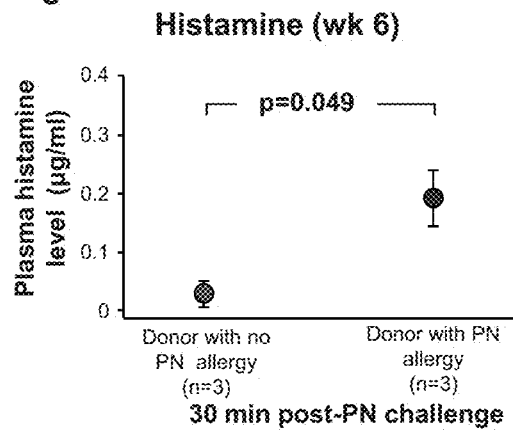 Histamine (wk 6)
Plasma histamine
level (µg/ml)
0.4
0.3
0.2
0.1
0
p=0.049
Donor with no
PN allergy
(n=3)
Donor with PN
allergy
(n=3)
30 min post-PN challenge